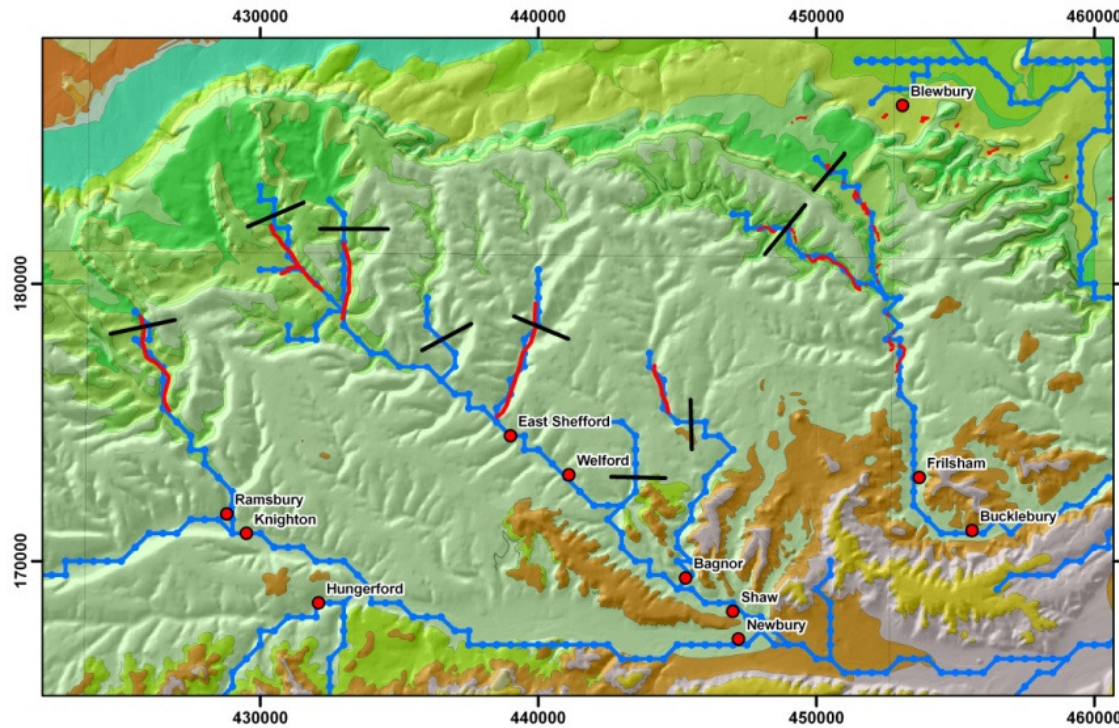 430000 440000 450000 460000
Blewbury
180000
East Shefford
Welford
Frilsham
Ramsbury
Knighton
Bucklebury
170000
Bagnor
Hungerford
Shaw
Newbury
430000 440000 450000 460000